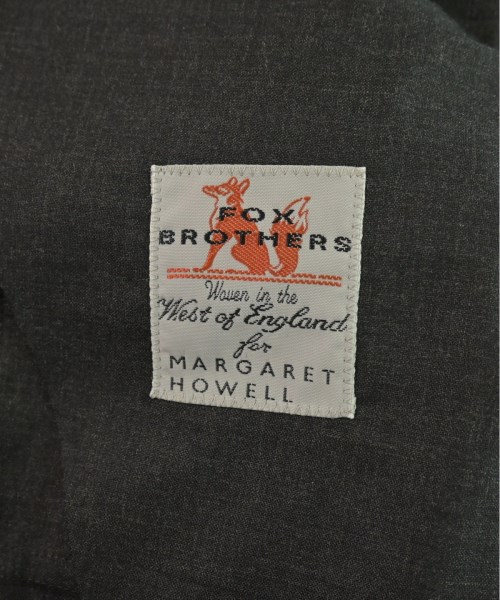 FOX
BROTHERS
Woven in the
West of England
for
MARGARET
HOWELL